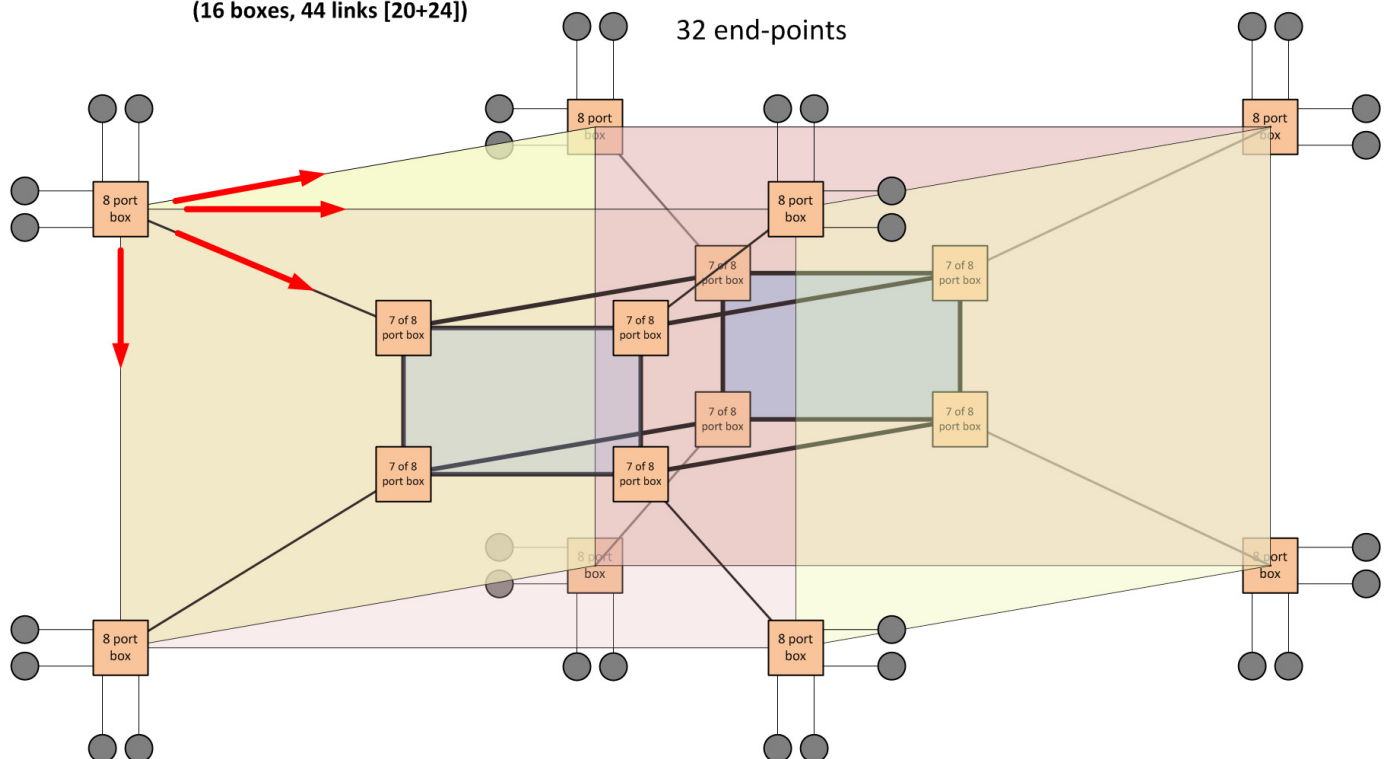 (16 boxes, 44 links [20+24])
32 end-points
8 port
box
8 port
box
8 port
box
8 port
box
7 of 8
port box
7 of 8
port box
7 of 8
port box
7 of 8
port box
7 of 8
port box
7 of 8
port box
7 of 8
port box
7 of 8
port box
8 port
box
8 port
box
8 port
box
8 port
box